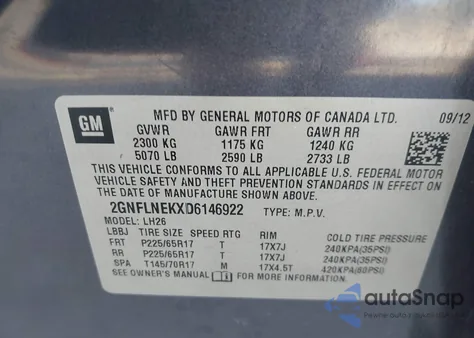 GM
MFD BY GENERAL MOTORS OF CANADA LTD. 09/12
GVWR GAWR FRT GAWR RR
2300 KG 1175 KG 1240 KG
5070 LB 2590 LB 2733 LB
THIS VEHICLE CONFORMS TO ALL APPLICABLE U.S. FEDERAL MOTOR
VEHICLE SAFETY AND THEFT PREVENTION STANDARDS IN EFFECT ON
THE DATE OF MANUFACTURE SHOWN ABOVE.
2GNFLNEKXD6146922 TYPE: M.P.V.
MODEL: LH26
LBBJ TIRE SIZE SPEED RTG RIM COLD TIRE PRESSURE
FRT P225/65R17 T 17X7J 240KPA(35PSI)
RR P225/65R17 T 17X7J 240KPA(35PSI)
SPA T145/70R17 M 17X4.5T 420KPA(60PSI)
SEE OWNER'S MANUAL FOR ADDITIONAL INFORMATION.
autoSnap